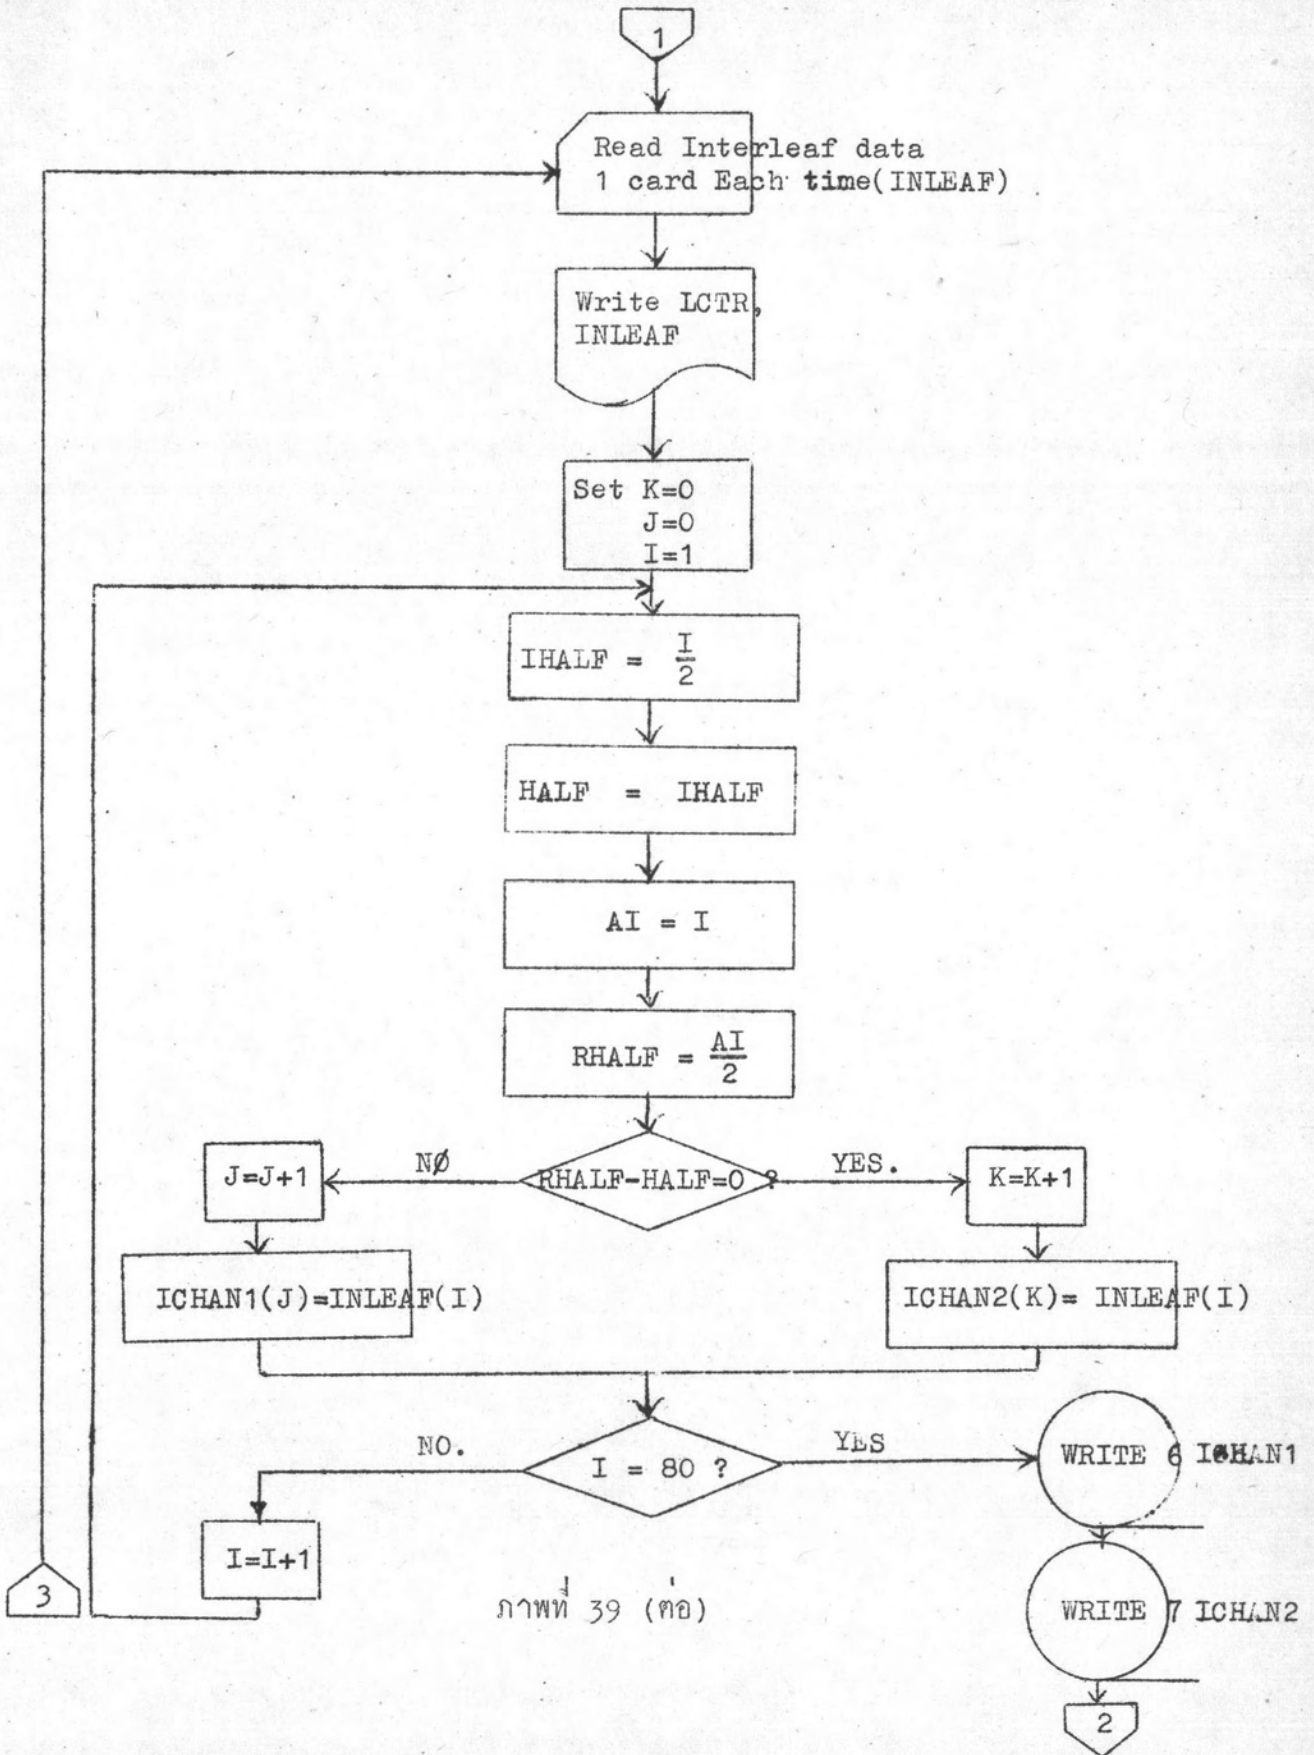 1
Read Interleaf data
1 card Each time(INLEAF)
Write LCTR,
INLEAF
Set K=0
J=0
I=1
IHALF = I
2
HALF = IHALF
AI = I
RHALF = AI
2
J=J+1
NØ
RHALF-HALF=0 ?
YES.
K=K+1
ICHAN1(J)=INLEAF(I)
ICHAN2(K)= INLEAF(I)
NO.
I = 80 ?
YES
WRITE 6 ICHAN1
I=I+1
3
ภาพที่ 39 (ต่อ)
WRITE 7 ICHAN2
2